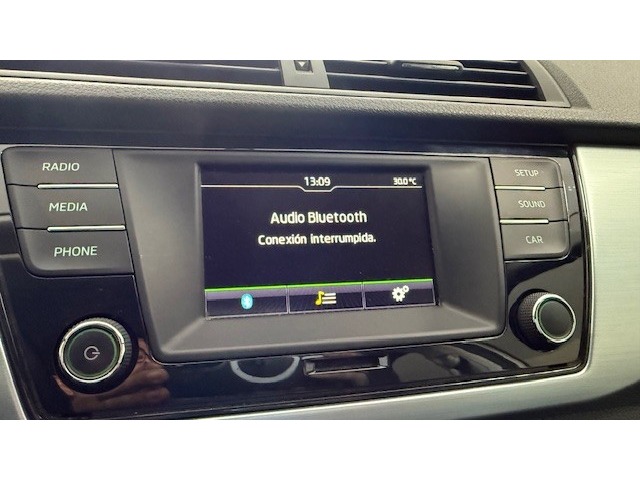 RADIO
MEDIA
PHONE
13:09
30.0 °C
Audio Bluetooth
Conexión interrumpida.
SETUP
SOUND
CAR